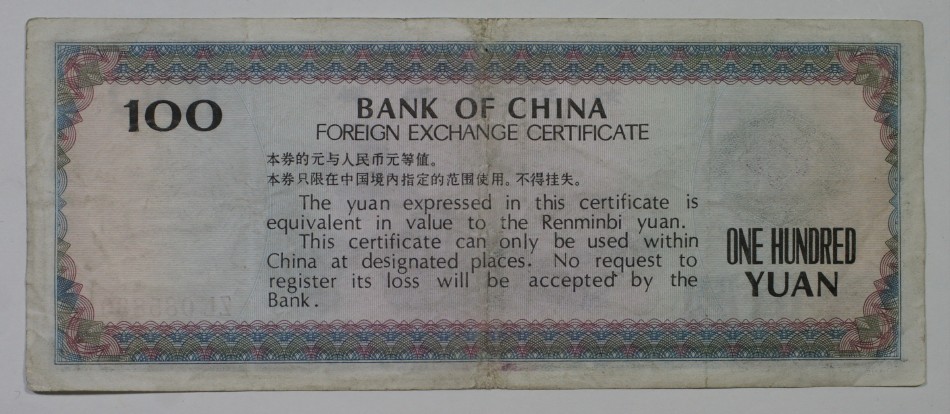 100
BANK OF CHINA
FOREIGN EXCHANGE CERTIFICATE
本券的元与人民币元等值。
本券只限在中国境内指定的范围使用。不得挂失。
The yuan expressed in this certificate is
equivalent in value to the Renminbi yuan.
This certificate can only be used within
China at designated places. No request to
register its loss will be accepted by the
Bank.
ONE HUNDRED
YUAN